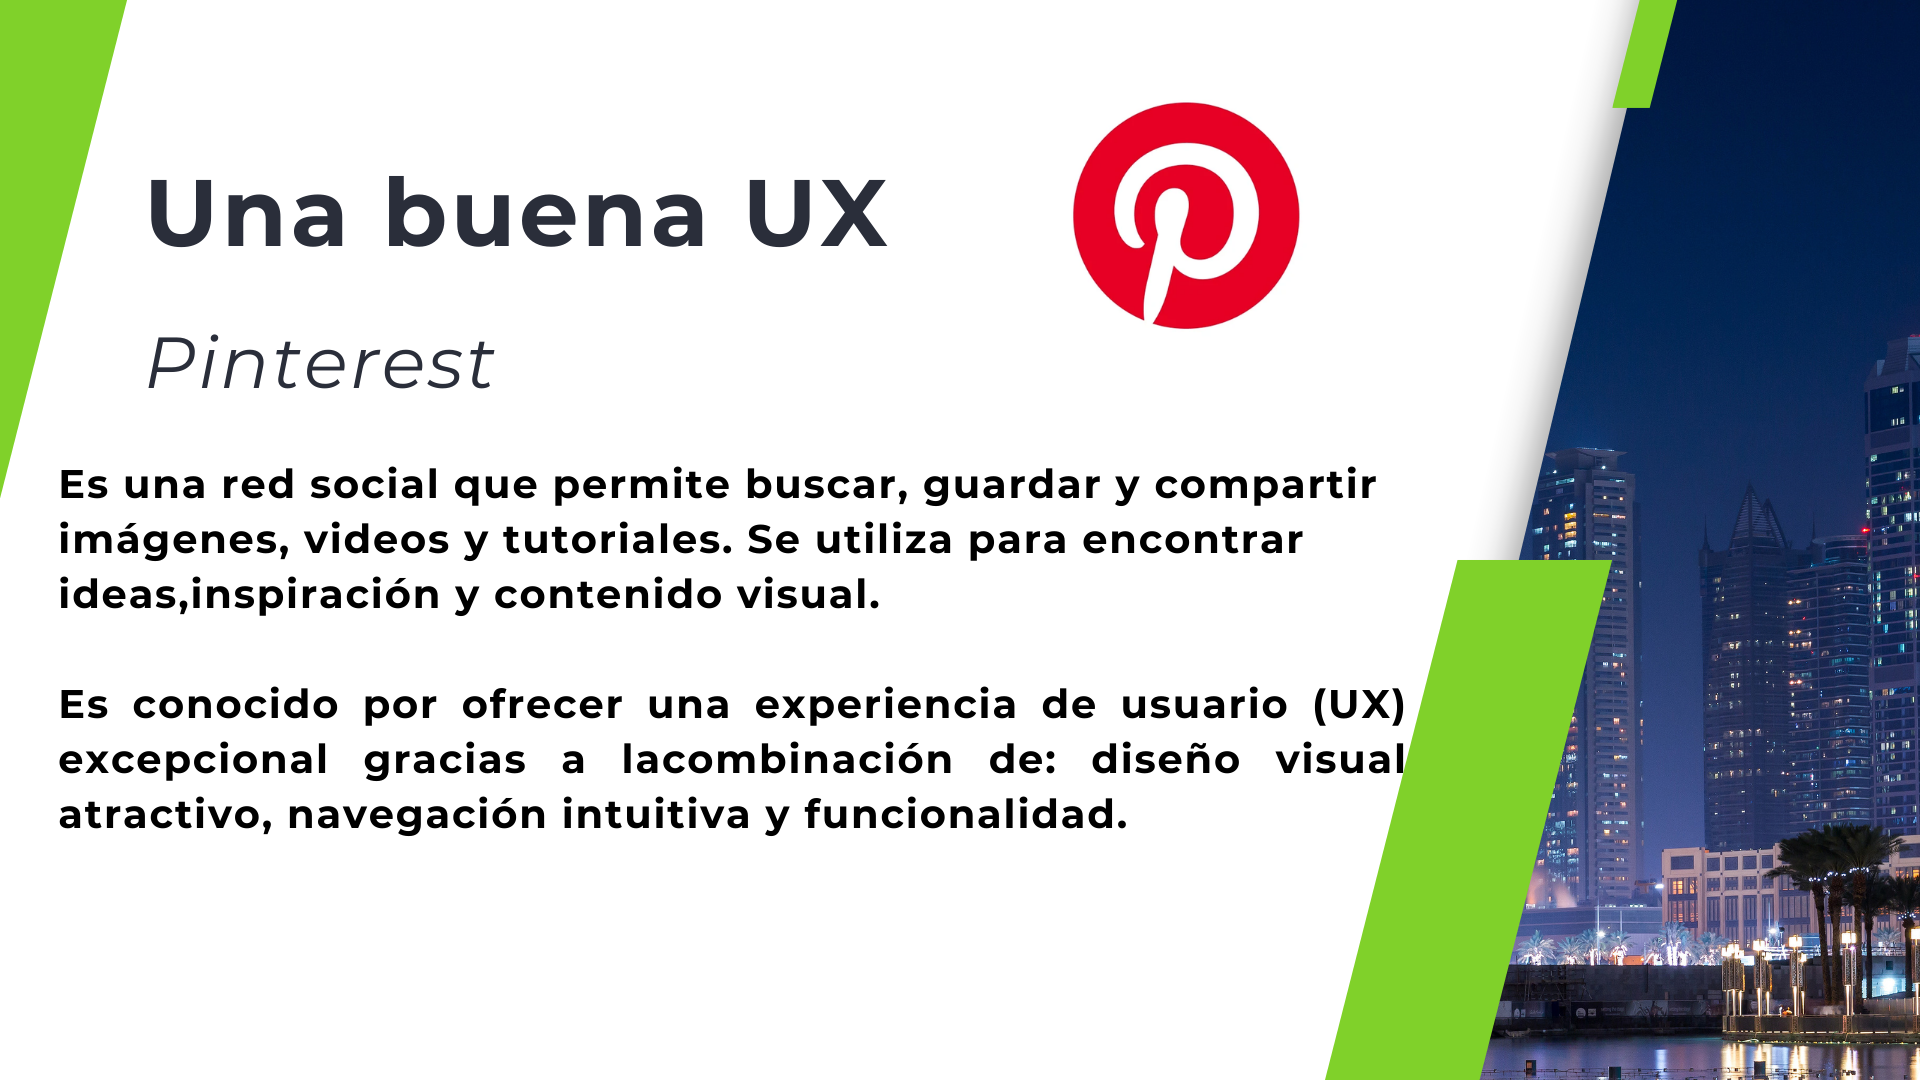 Una buena UX
Pinterest
Es una red social que permite buscar, guardar y compartir
imágenes, videos y tutoriales. Se utiliza para encontrar
ideas,inspiración y contenido visual.
Es conocido por ofrecer una experiencia de usuario (UX)
excepcional gracias a lacombinación de: diseño visual
atractivo, navegación intuitiva y funcionalidad.